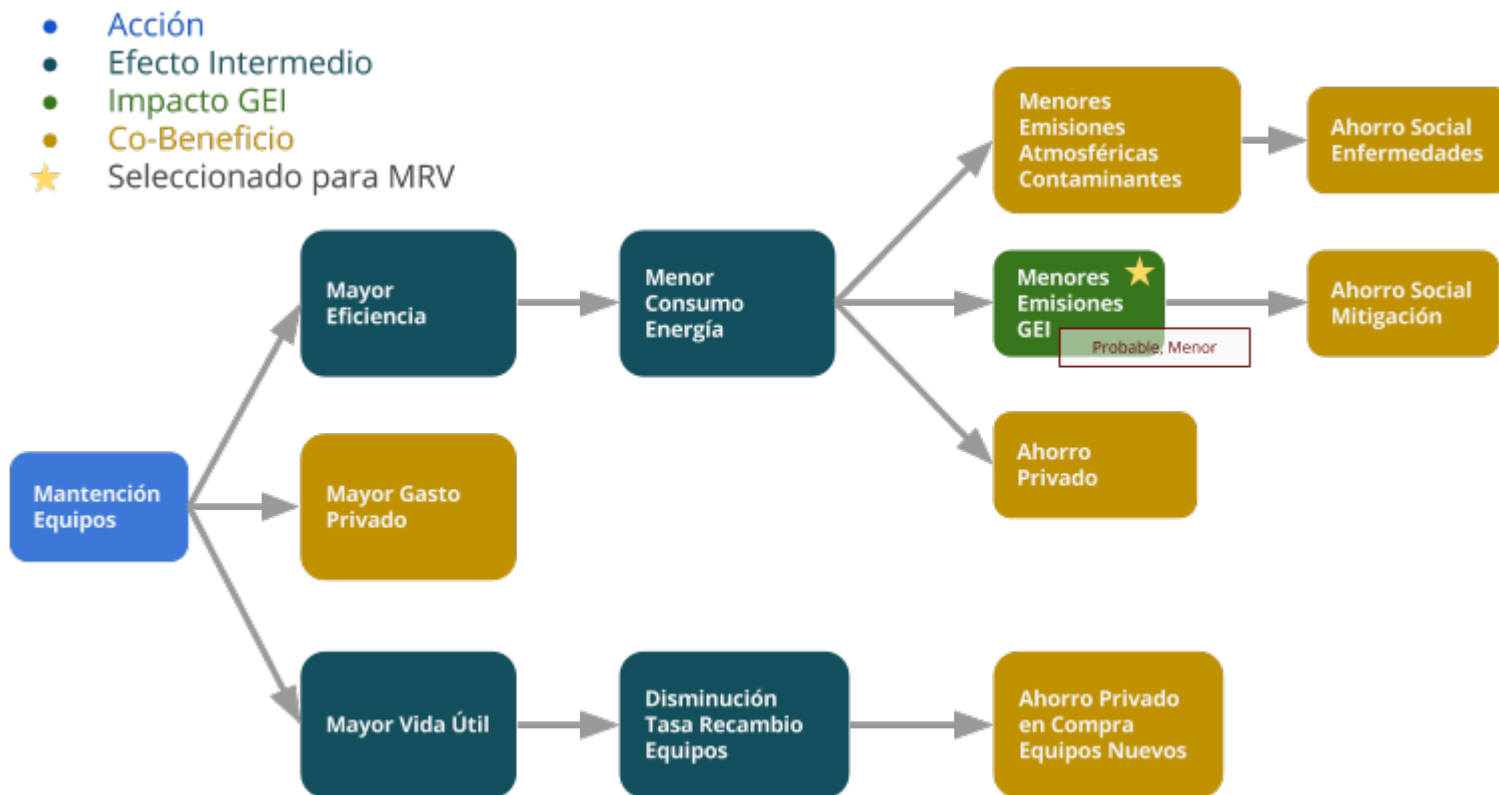 Acción
Efecto Intermedio
Impacto GEI
Co-Beneficio
Seleccionado para MRV
Mantención
Equipos
Mayor
Eficiencia
Mayor Gasto
Privado
Mayor Vida Útil
Menor
Consumo
Energía
Disminución
Tasa Recambio
Equipos
Menores
Emisiones
Atmosféricas
Contaminantes
Menores
Emisiones
GEI
Probable, Menor
Ahorro
Privado
Ahorro Privado
en Compra
Equipos Nuevos
Ahorro Social
Enfermedades
Ahorro Social
Mitigación